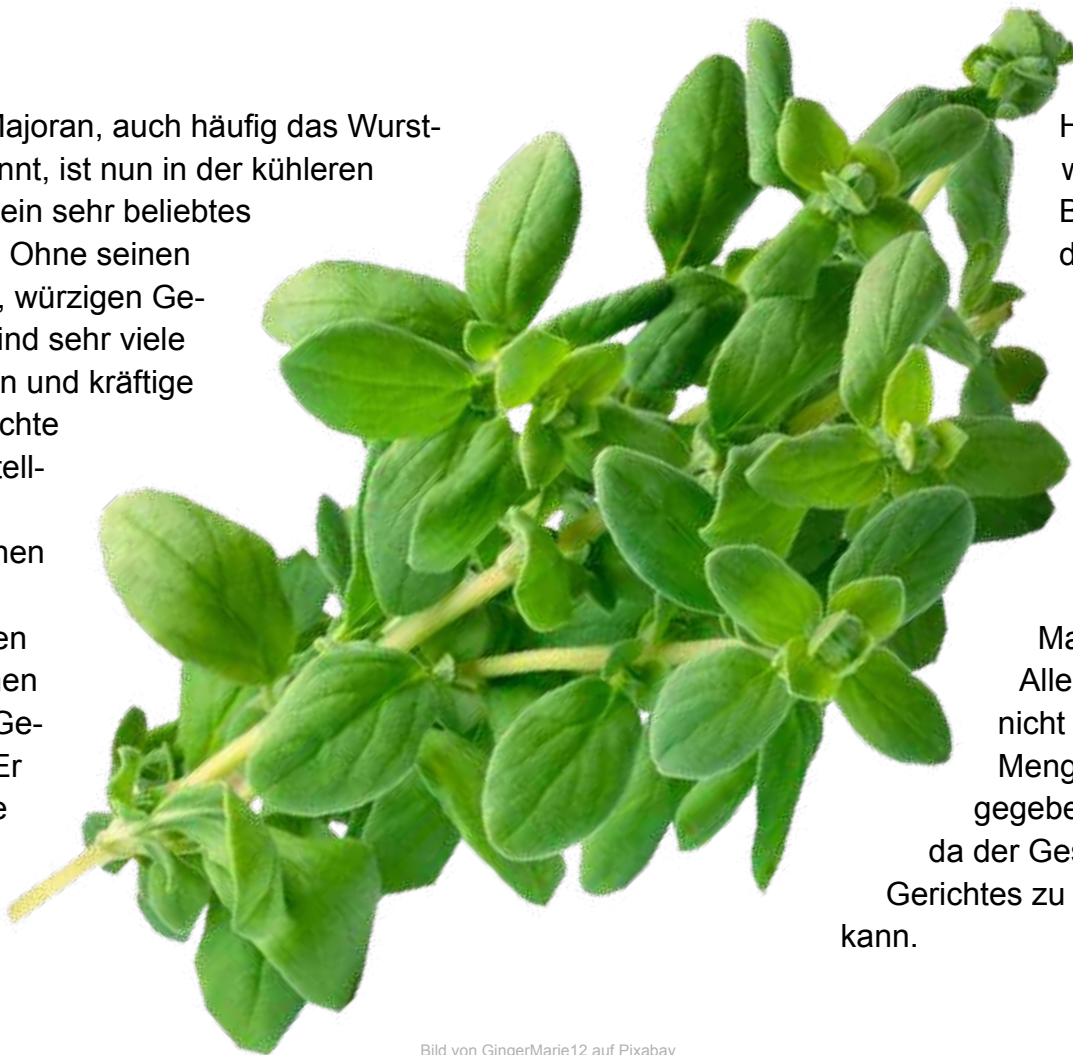 Majoran, auch häufig das Wurst-
nnt, ist nun in der kühleren
ein sehr beliebtes
Ohne seinen
, würzigen Ge-
ind sehr viele
n und kräftige
chte
tell-
nen
en
nen
Ge-
Er
e
H
w
B
d
Ma
Alle
nicht
Meng
gegebe
da der Ges
Gerichtes zu
kann.
Bild von GingerMarie12 auf Pixabay